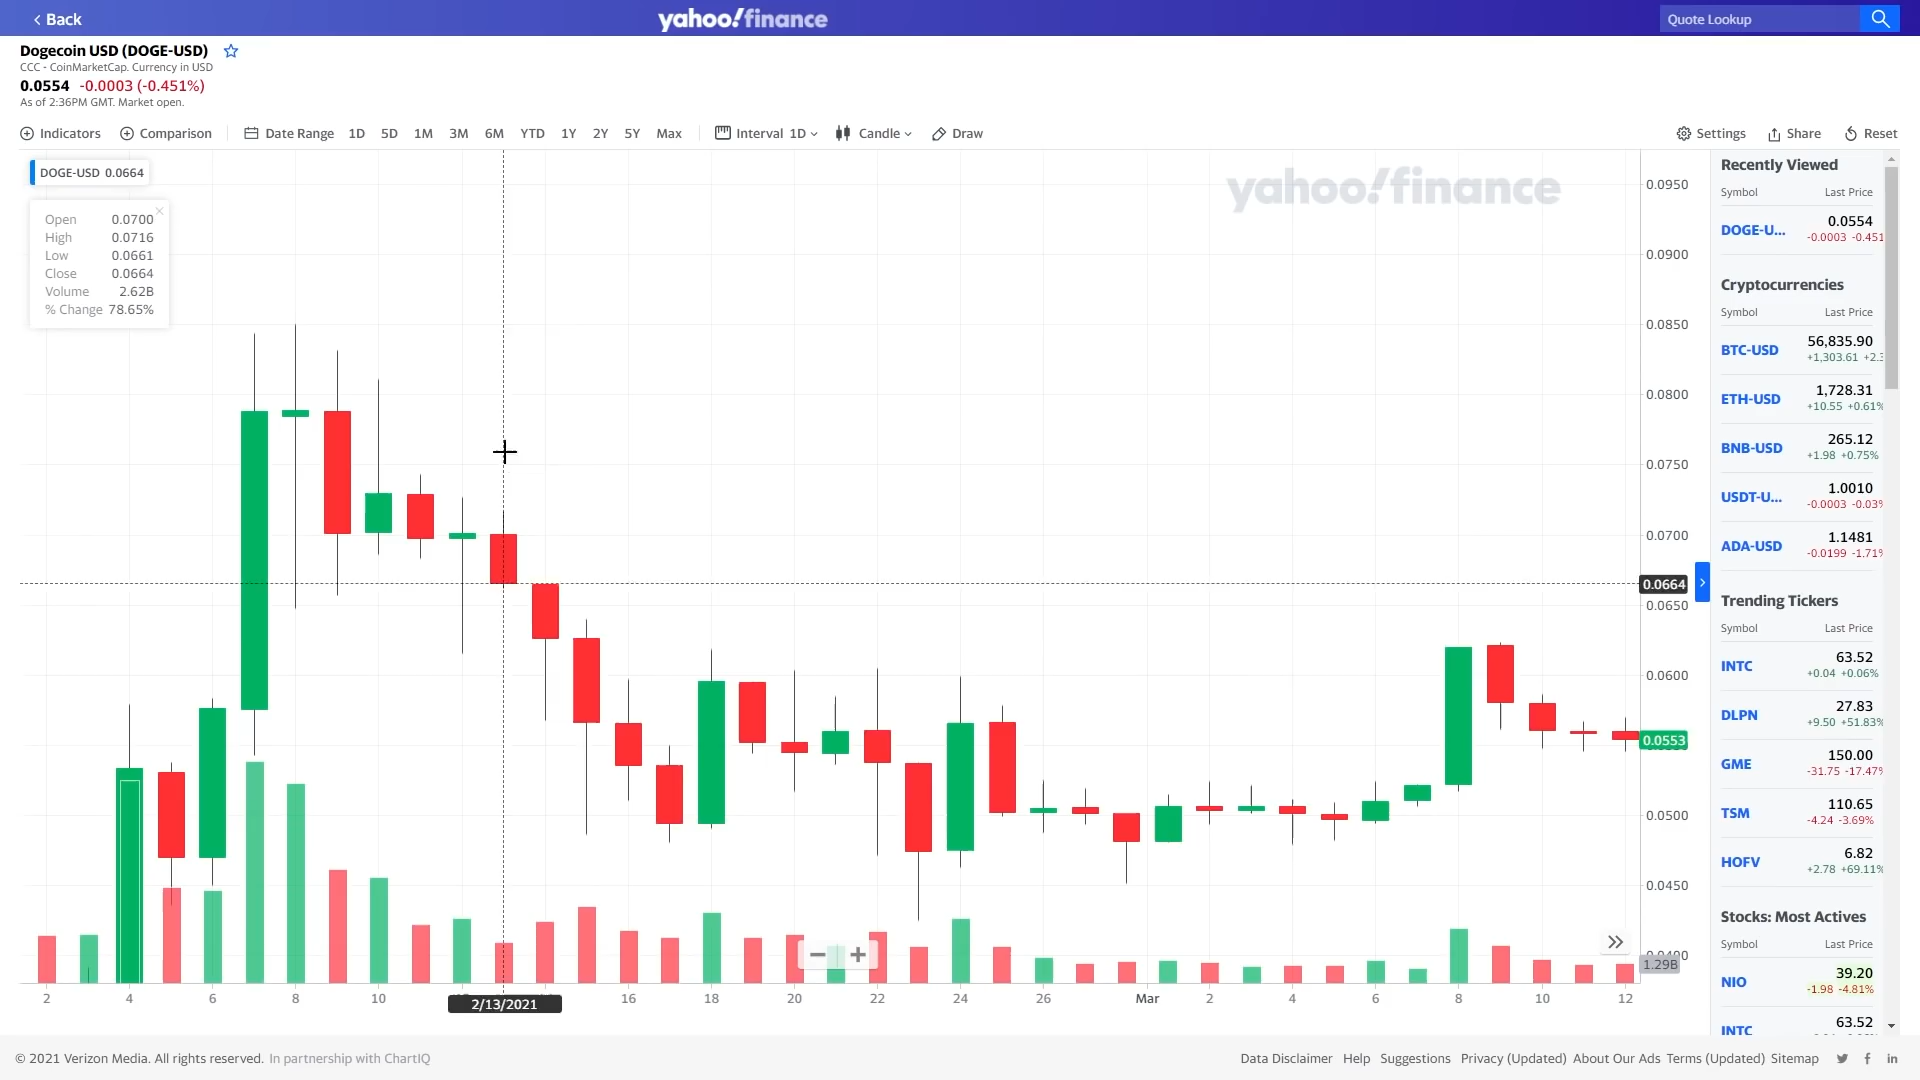 Back
yahoo!finance
Quote Lookup
Dogecoin USD (DOGE-USD)
CCC - CoinMarketCap. Currency in USD
0.0554 -0.0003 (-0.451%)
As of 2:36PM GMT. Market open.
Indicators Comparison Date Range 1D 5D 1M 3M 6M YTD 1Y 2Y 5Y Max Interval 1D Candle Draw Settings Share Reset
DOGE-USD 0.0664
Open 0.0700
High 0.0716
Low 0.0661
Close 0.0664
Volume 2.62B
% Change 78.65%
yahoo!finance
0.0950
0.0900
0.0850
0.0800
0.0750
0.0700
0.0664
0.0650
0.0600
0.0553
0.0500
0.0450
1.29B
2 4 6 8 10 2/13/2021 16 18 20 22 24 26 Mar 2 4 6 8 10 12
Recently Viewed
Symbol Last Price
DOGE-U... 0.0554
-0.0003 -0.451
Cryptocurrencies
Symbol Last Price
BTC-USD 56,835.90
+1,303.61 +2.3
ETH-USD 1,728.31
+10.55 +0.61%
BNB-USD 265.12
+1.98 +0.75%
USDT-U... 1.0010
-0.0003 -0.03%
ADA-USD 1.1481
-0.0199 -1.71%
Trending Tickers
Symbol Last Price
INTC 63.52
+0.04 +0.06%
DLPN 27.83
+9.50 +51.83%
GME 150.00
-31.75 -17.47%
TSM 110.65
-4.24 -3.69%
HOFV 6.82
+2.78 +69.11%
Stocks: Most Actives
Symbol Last Price
NIO 39.20
-1.98 -4.81%
INTC 63.52
© 2021 Verizon Media. All rights reserved. In partnership with ChartIQ
Data Disclaimer Help Suggestions Privacy (Updated) About Our Ads Terms (Updated) Sitemap